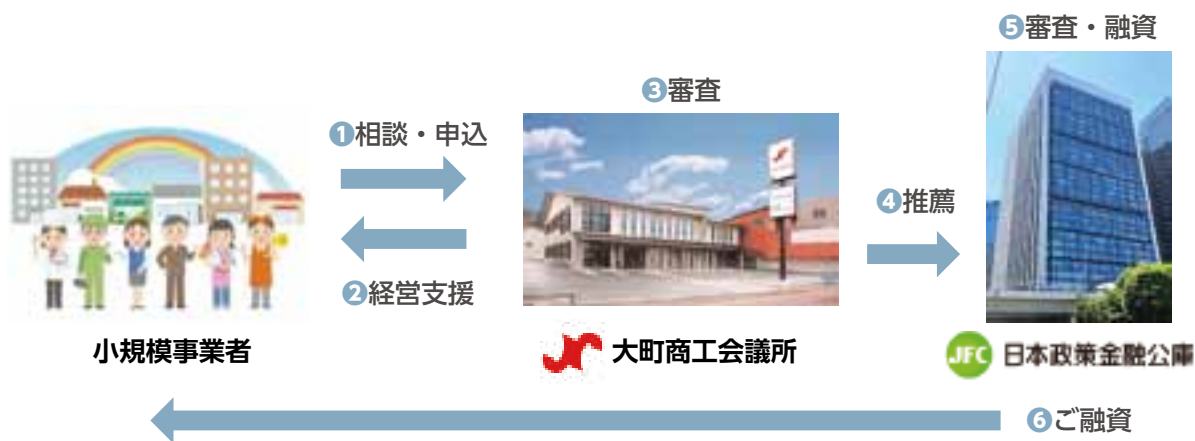 ❺審査・融資
❸審査
❶相談・申込
❹推薦
❷経営支援
小規模事業者
大町商工会議所
JFC 日本政策金融公庫
❻ご融資